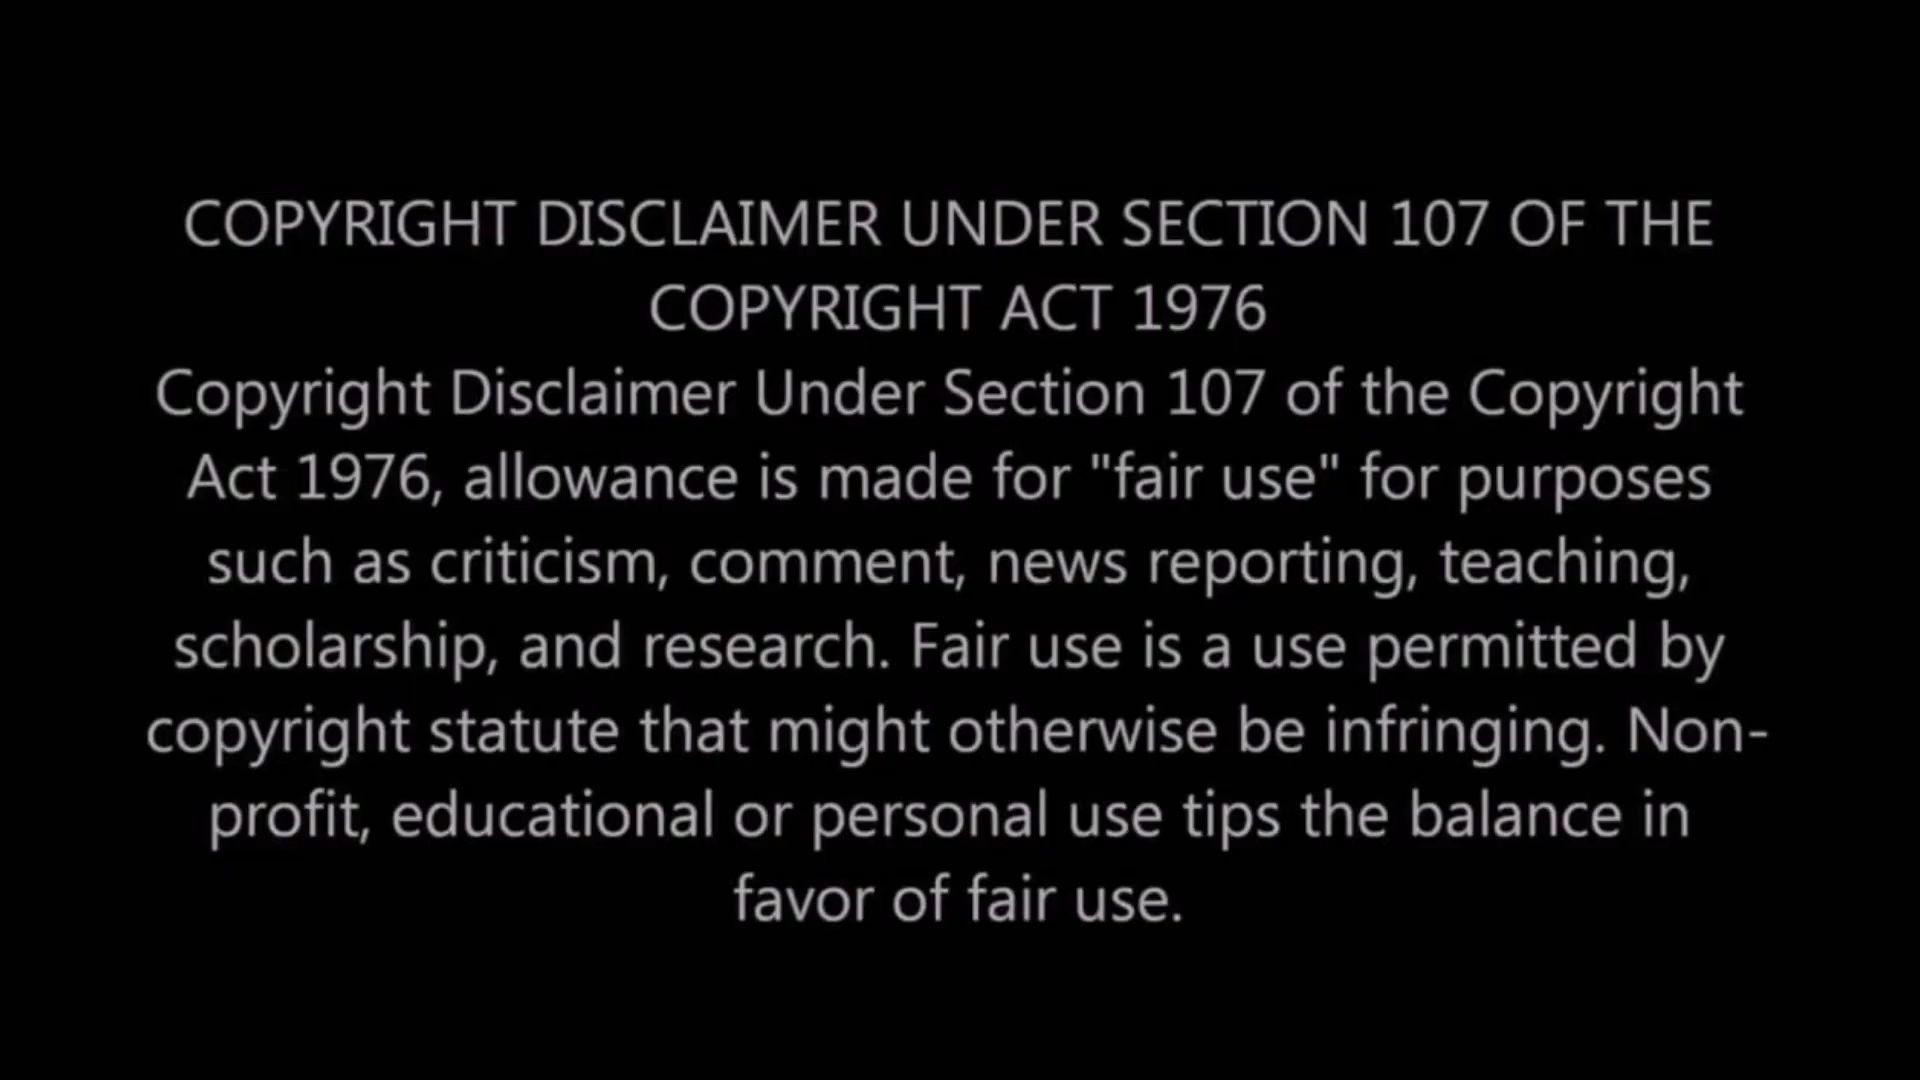 COPYRIGHT DISCLAIMER UNDER SECTION 107 OF THE
COPYRIGHT ACT 1976
Copyright Disclaimer Under Section 107 of the Copyright
Act 1976, allowance is made for "fair use" for purposes
such as criticism, comment, news reporting, teaching,
scholarship, and research. Fair use is a use permitted by
copyright statute that might otherwise be infringing. Non-
profit, educational or personal use tips the balance in
favor of fair use.